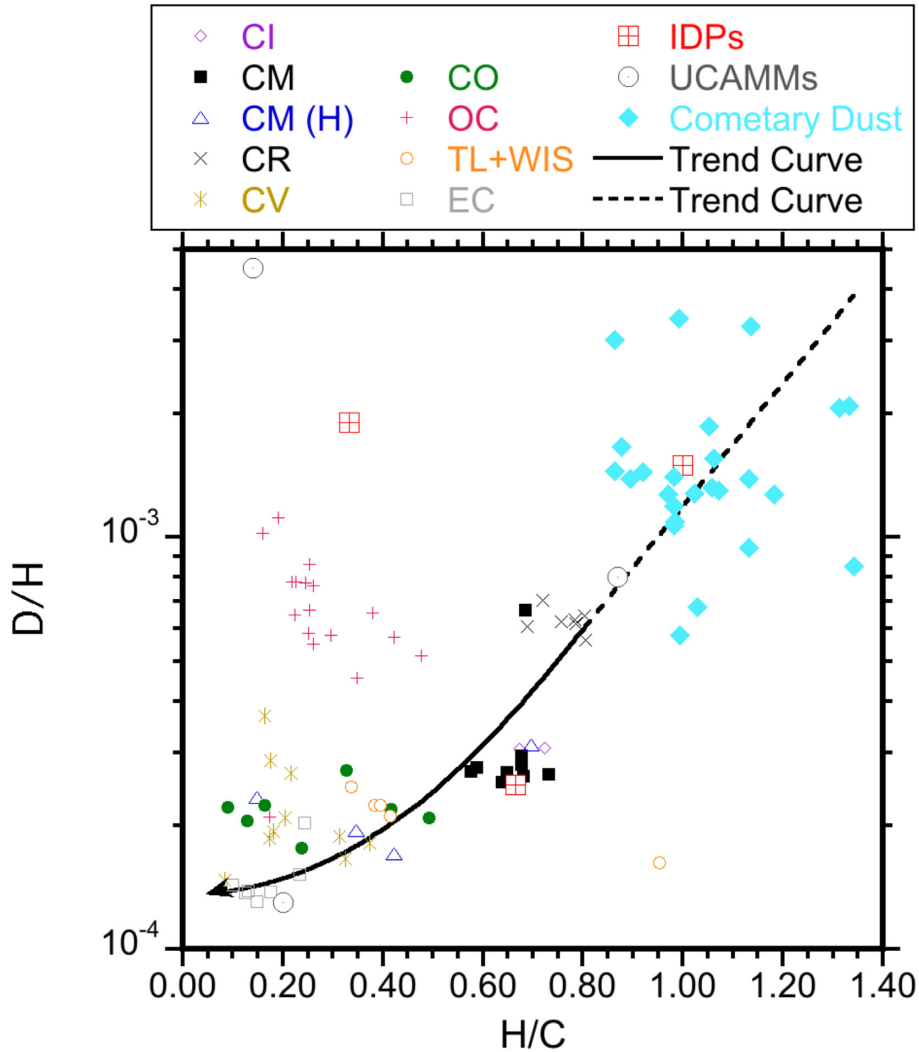 CI IDPs
CM CO UCAMMs
CM (H) OC Cometary Dust
CR TL+WIS Trend Curve
CV EC Trend Curve
10⁻³
D/H
10⁻⁴
0.00 0.20 0.40 0.60 0.80 1.00 1.20 1.40
H/C